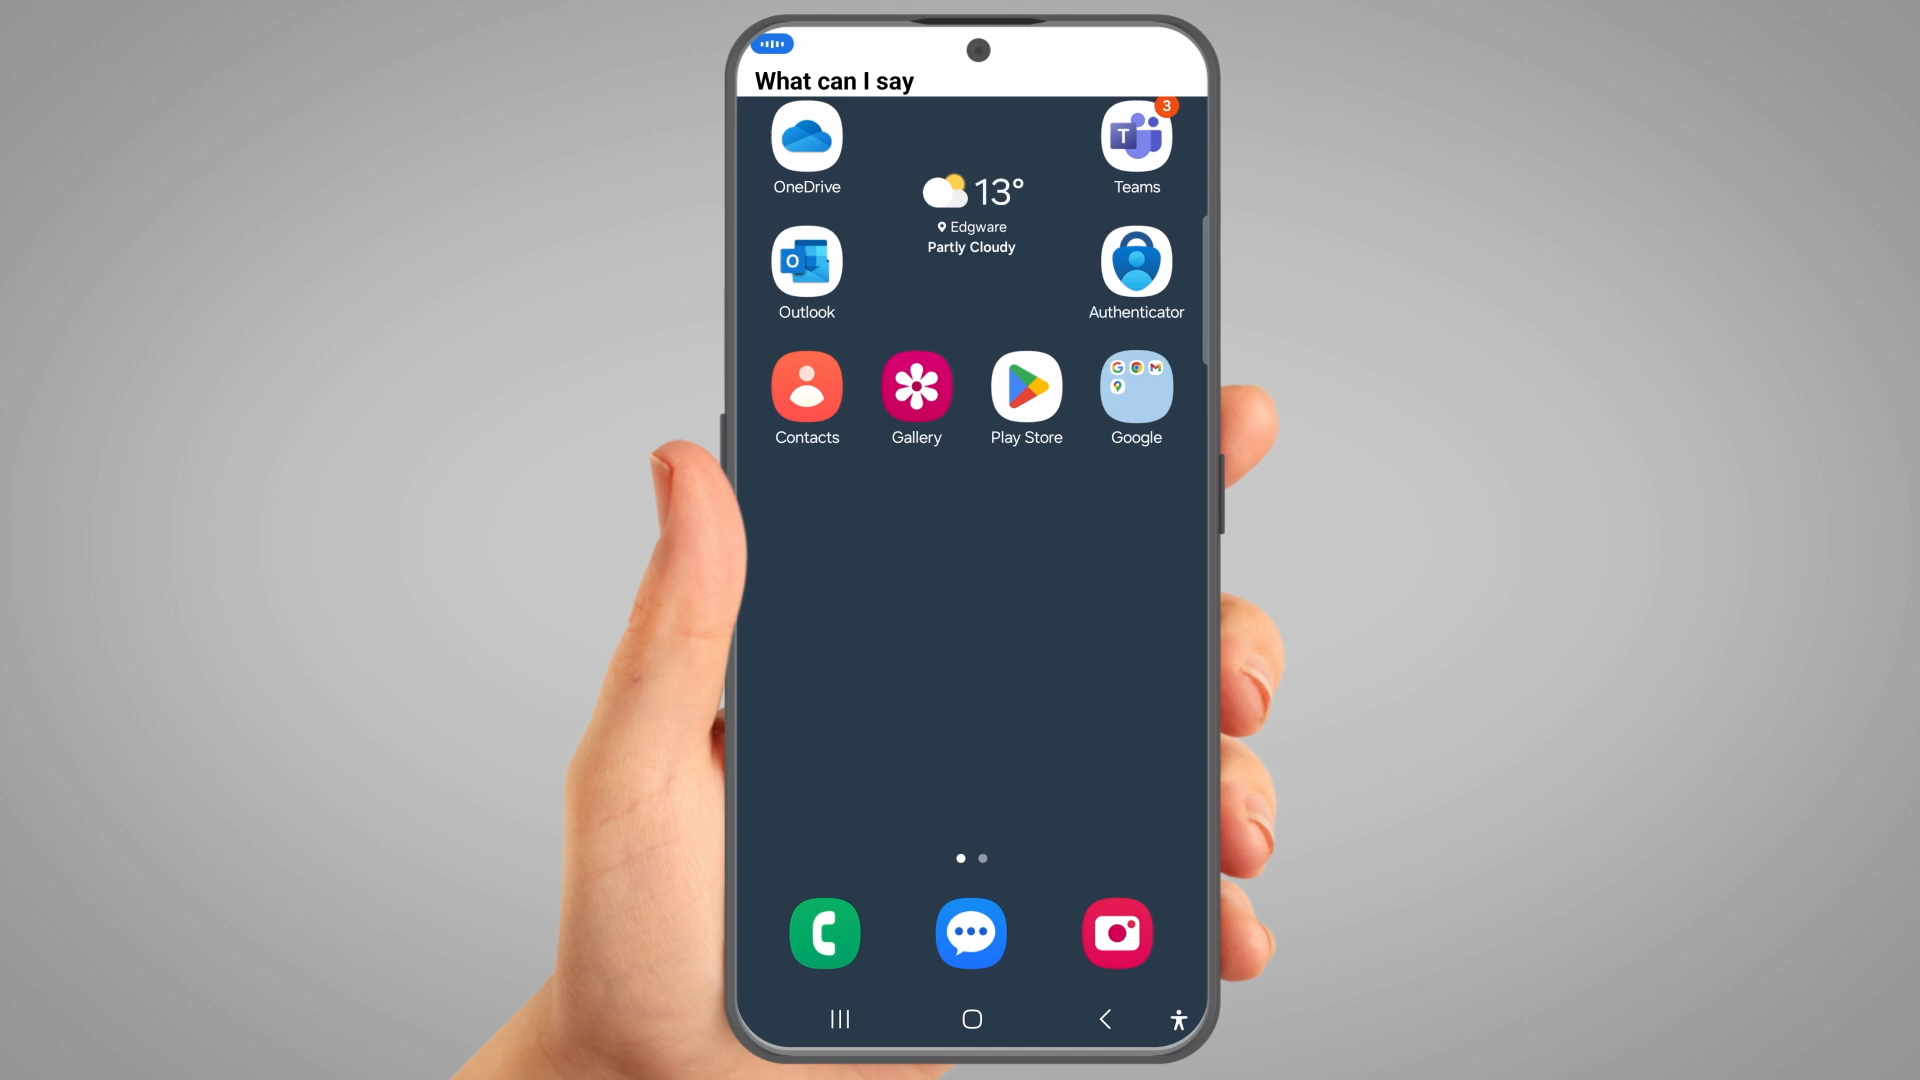 What can I say
3
T
OneDrive
Teams
13°
Edgware
Partly Cloudy
O
Outlook
Authenticator
G
M
Contacts
Gallery
Play Store
Google